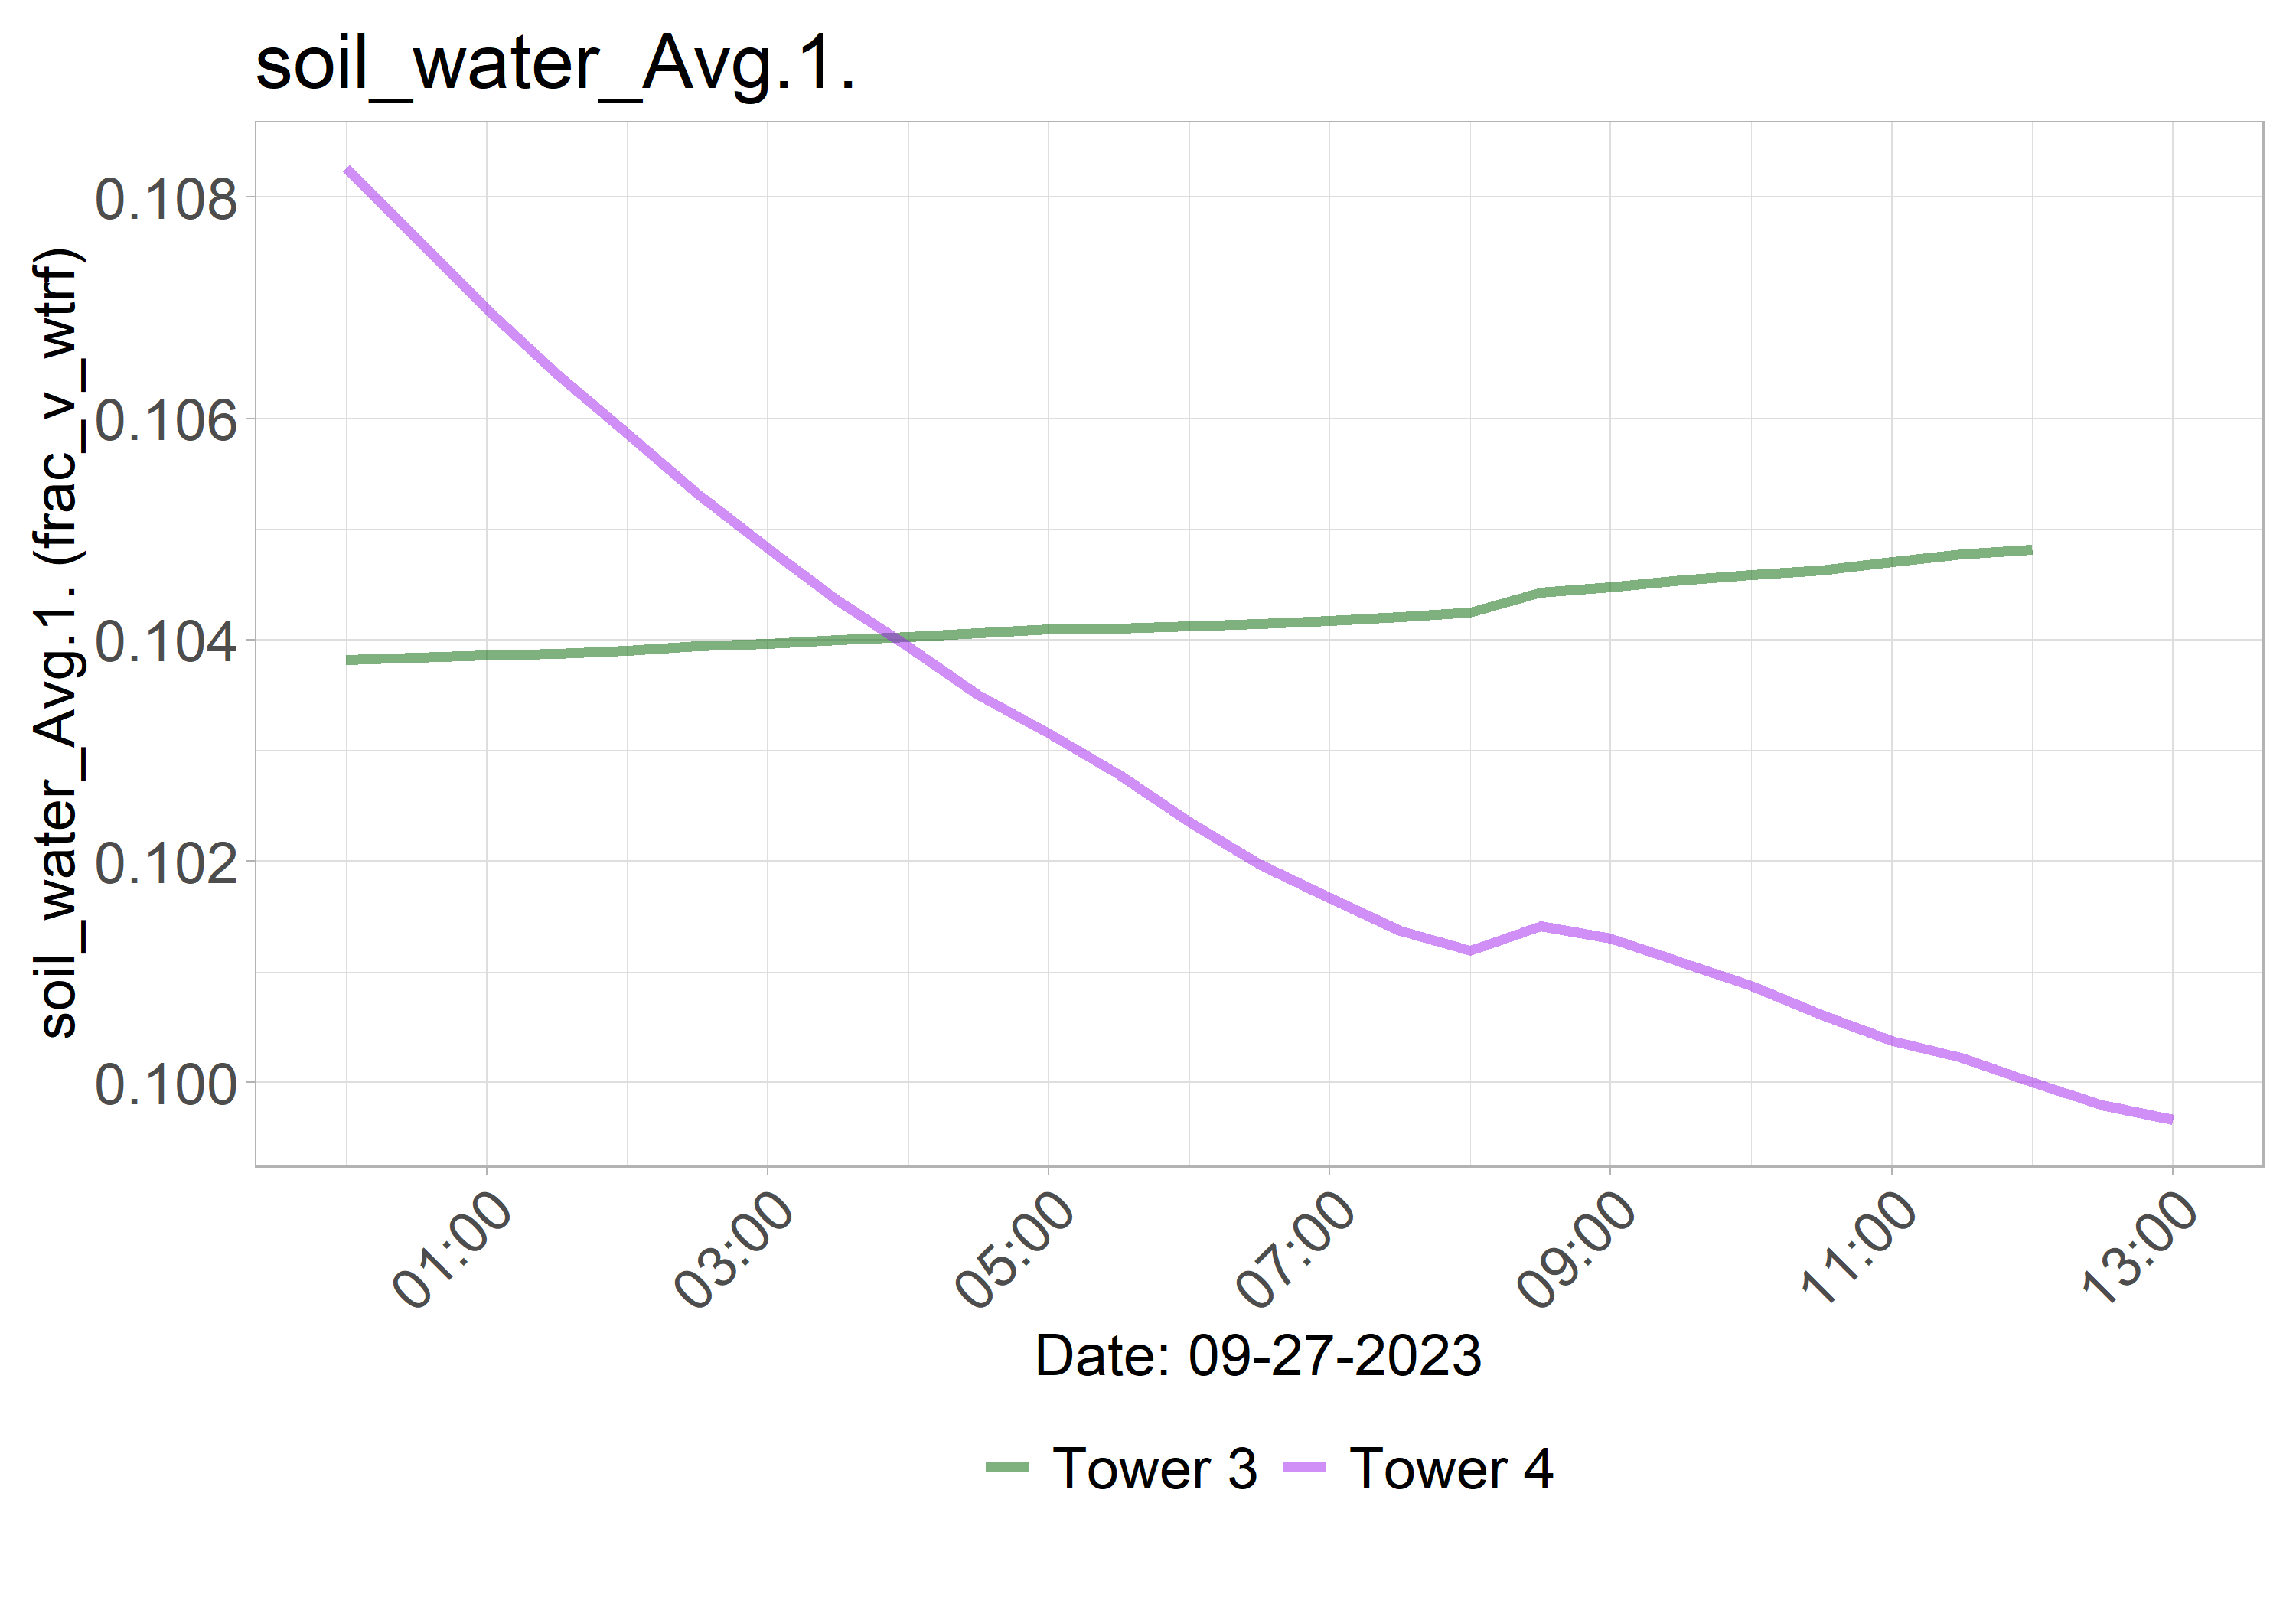 soil_water_Avg.1.
soil_water_Avg.1. (frac_v_wtrf)
0.108
0.106
0.104
0.102
0.100
01:00
03:00
05:00
07:00
09:00
11:00
13:00
Date: 09-27-2023
Tower 3
Tower 4